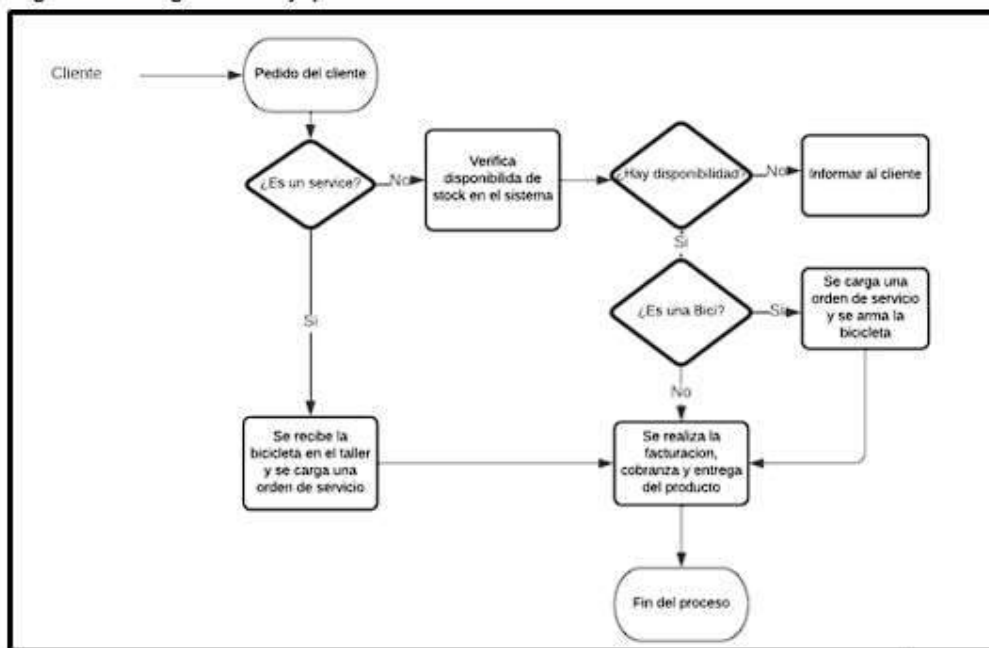 Cliente
Pedido del cliente
¿Es un service?
No
Verifica
disponibilida de
stock en el sistema
¿Hay disponibilidad?
No
Informar al cliente
Si
¿Es una Bici?
Si
Se carga una
orden de servicio
y se arma la
bicicleta
Si
No
Se recibe la
bicicleta en el taller
y se carga una
orden de servicio
Se realiza la
facturacion,
cobranza y entrega
del producto
Fin del proceso